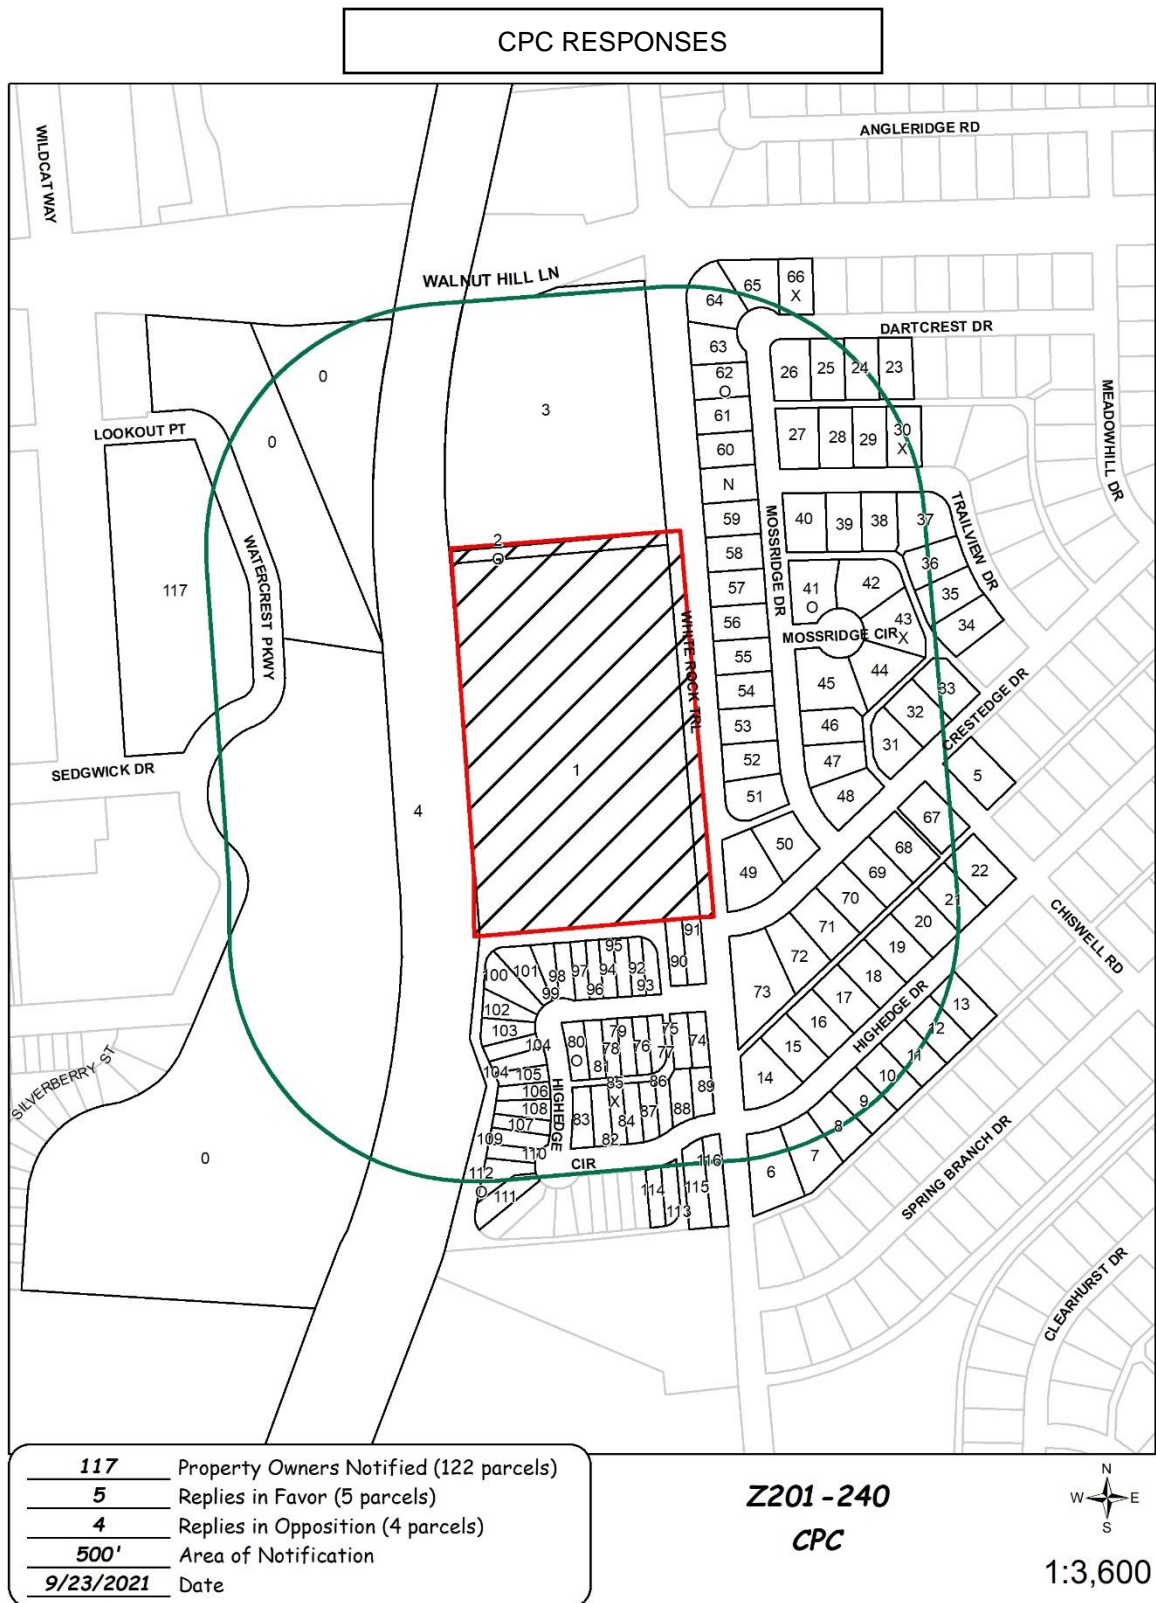 CPC RESPONSES
WILDCAT WAY
ANGLERIDGE RD
WALNUT HILL LN
66
X
65
64
DARTCREST DR
63
0
62
O
26
25
24
23
MEADOWHILL DR
3
61
LOOKOUT PT
0
60
27
28
29
30
X
N
59
MOSSRIDGE DR
40
39
38
37
TRAILVIEW DR
2
O
58
WATERCREST PKWY
117
57
41
O
42
36
35
43
X
34
WHITE ROCK TRL
56
MOSSRIDGE CIR
55
44
54
45
33
CRESTEDGE DR
53
46
32
31
SEDGWICK DR
1
52
47
5
51
48
4
67
50
68
49
69
22
70
21
CHISWELL RD
91
71
20
95
72
19
100
101
98
97
94
92
90
99
96
93
18
73
17
102
103
16
13
HIGHEDGE DR
12
104
80
O
79
78
76
75
74
81
77
15
11
SILVERBERRY ST
104
105
14
10
106
85
X
86
89
108
HIGHEDGE
83
87
88
9
107
84
8
109
82
SPRING BRANCH DR
110
0
CIR
116
7
6
112
O
111
114
115
113
CLEARHURST DR
117 Property Owners Notified (122 parcels)
5 Replies in Favor (5 parcels)
4 Replies in Opposition (4 parcels)
500' Area of Notification
9/23/2021 Date
Z201-240
CPC
N
W E
S
1:3,600